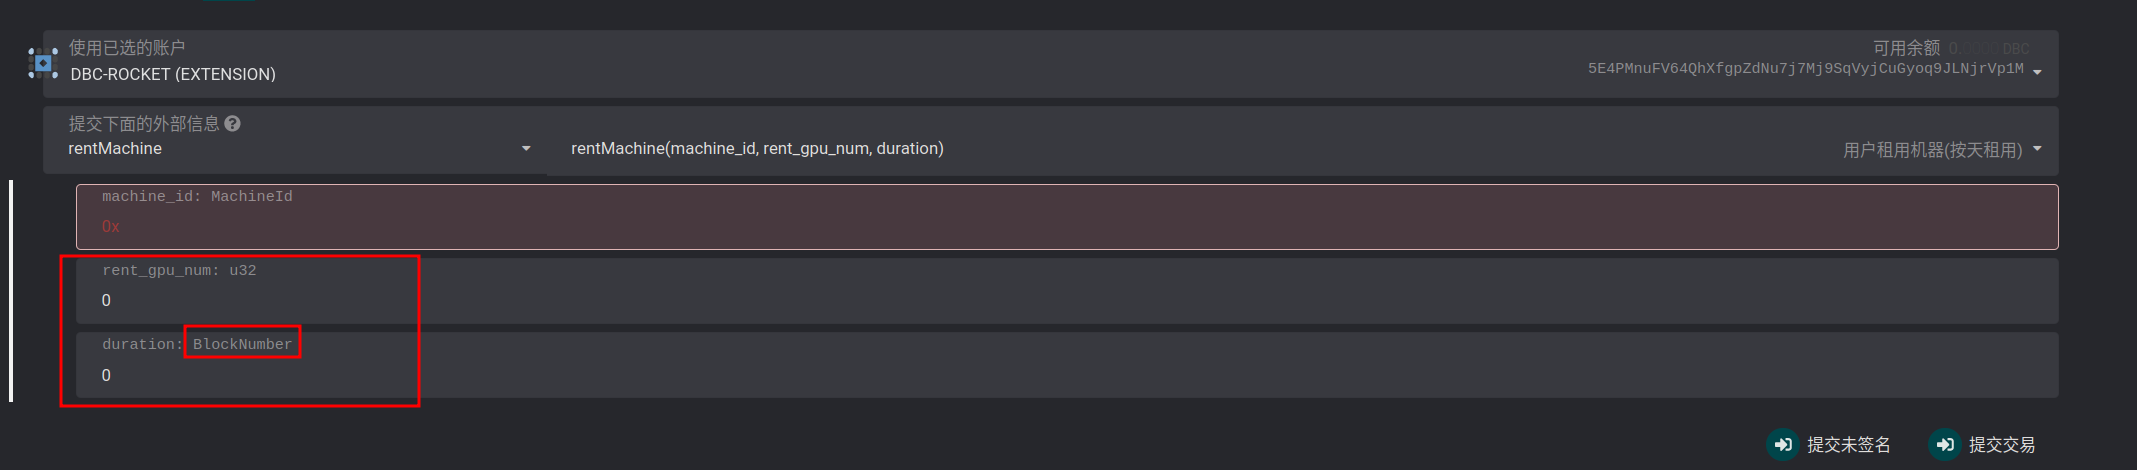 使用已选的账户
可用余额
DBC-ROCKET (EXTENSION)
5E4PMnuFV64QhXfgpZdNu7j7Mj9SqVyjCuGyoq9JLNjrVp1M
提交下面的外部信息
rentMachine
rentMachine(machine_id, rent_gpu_num, duration)
用户租用机器(按天租用)
machine_id: MachineId
0x
rent_gpu_num: u32
0
duration: BlockNumber
0
提交未签名
提交交易